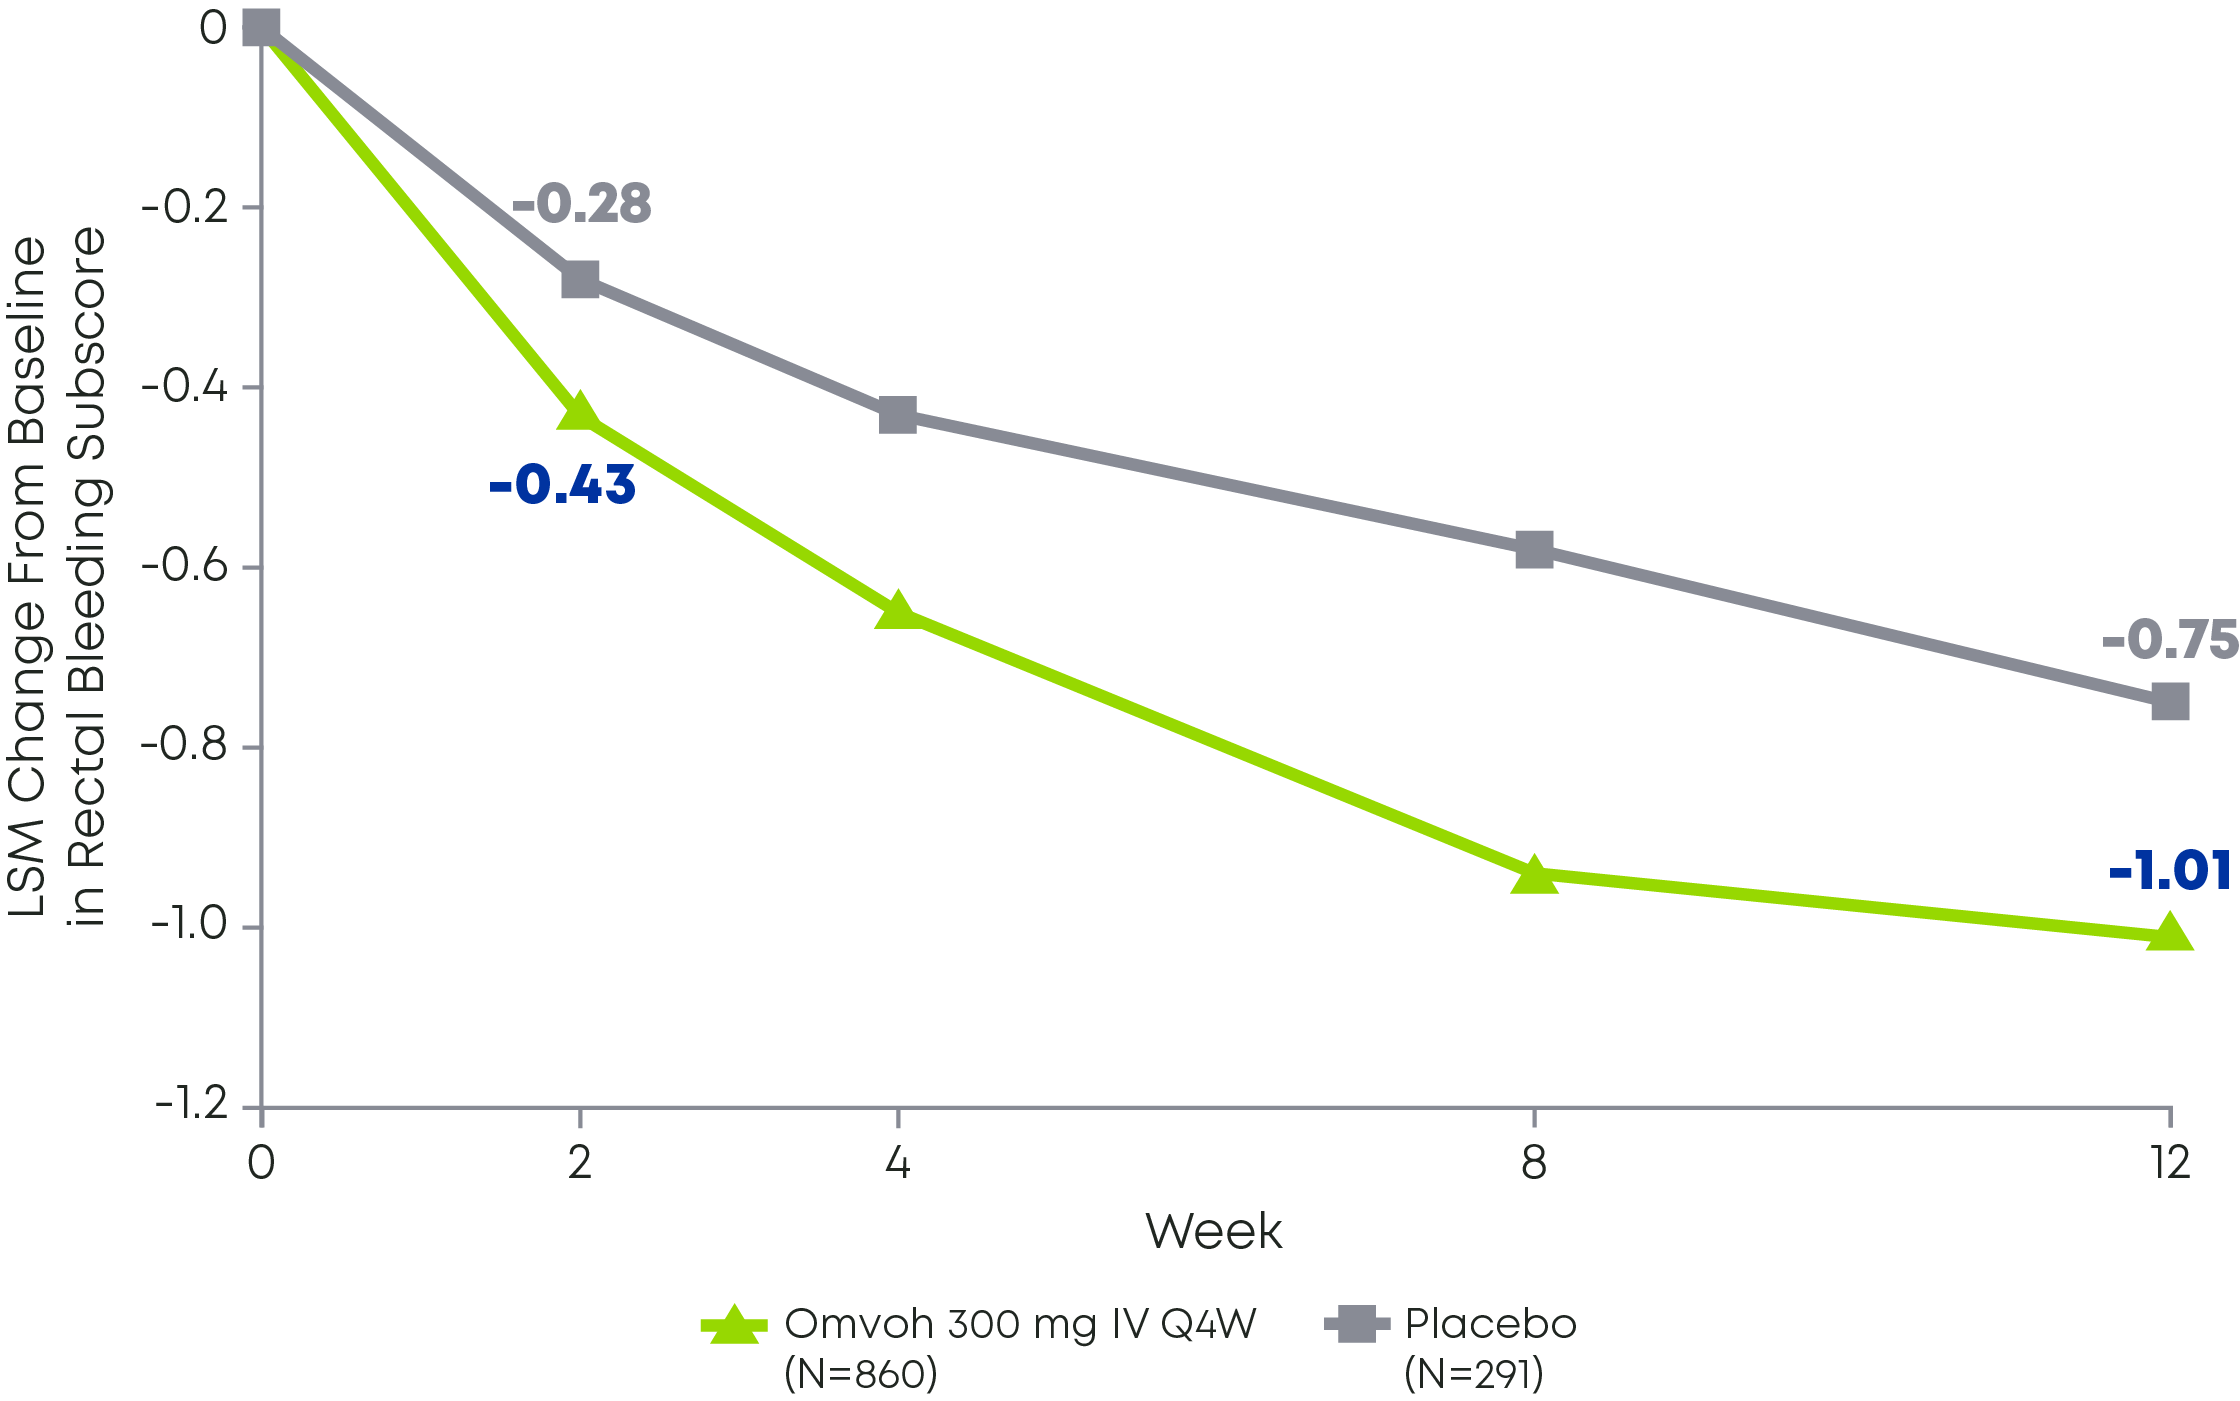 LSM Change From Baseline
in Rectal Bleeding Subscore
0
-0.2
-0.4
-0.6
-0.8
-1.0
-1.2
-0.28
-0.43
-0.75
-1.01
0
2
4
8
12
Week
Omvoh 300 mg IV Q4W
(N=860)
Placebo
(N=291)